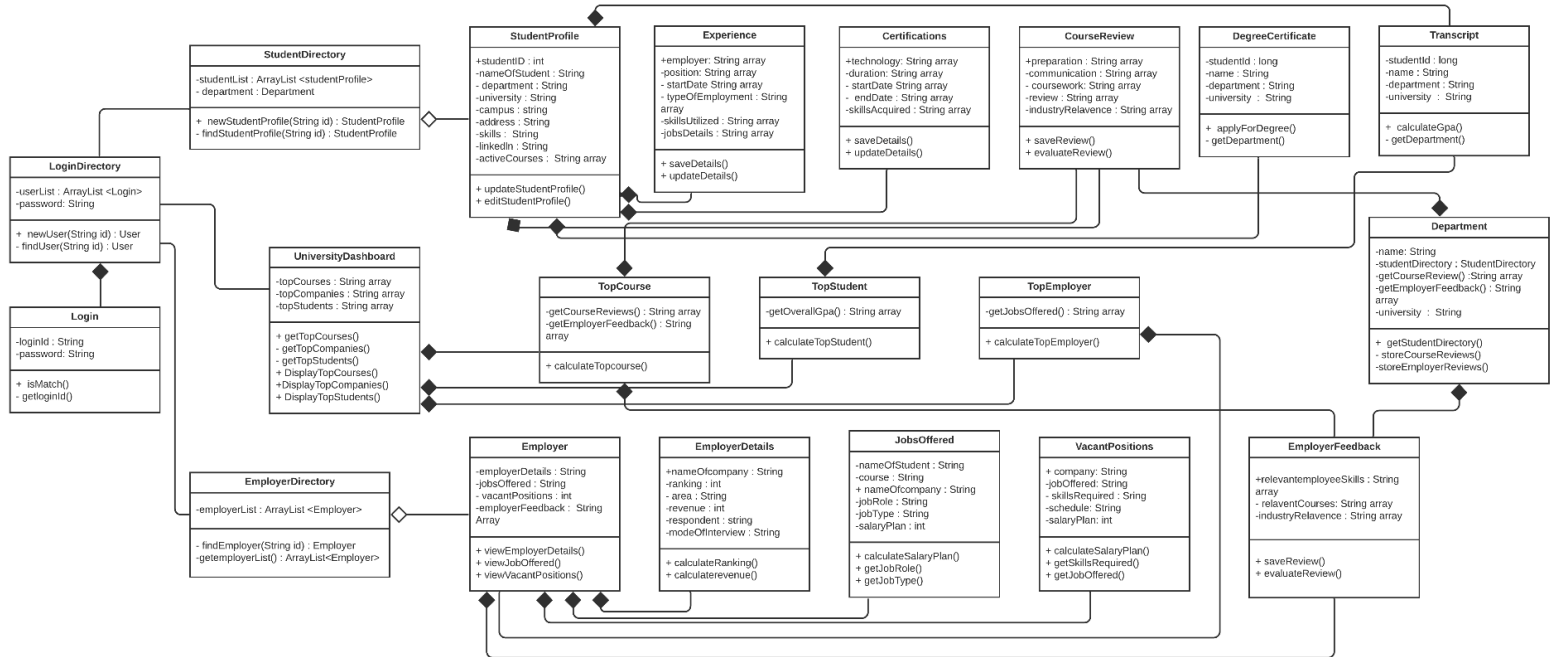 StudentDirectory
-studentList : ArrayList <studentProfile>
- department : Department
+  newStudentProfile(String id) : StudentProfile
- findStudentProfile(String id) : StudentProfile
StudentProfile
+studentID : int
-nameOfStudent : String
- department : String
-university : String
-campus : string
-address : String
-skills :  String
-linkedIn : String
-activeCourses :  String array
+ updateStudentProfile()
+ editStudentProfile()
Experience
+employer: String array
-position: String array
- startDate String array
- typeOfEmployment : String
array
-skillsUtilized : String array
-jobsDetails : String array
+ saveDetails()
+ updateDetails()
Certifications
+technology: String array
-duration: String array
- startDate : String array
-  endDate : String array
-skillsAcquired : String array
+ saveDetails()
+ updateDetails()
CourseReview
+preparation : String array
-communication : String array
- coursework : String array
-review : String array
-industryRelavence : String array
+ saveReview()
+ evaluateReview()
DegreeCertificate
-studentId : long
-name : String
-department : String
-university  :  String
+  applyForDegree()
- getDepartment()
Transcript
-studentId : long
-name : String
-department : String
-university  :  String
+  calculateGpa()
- getDepartment()
LoginDirectory
-userList : ArrayList <Login>
-password: String
+  newUser(String id) : User
- findUser(String id) : User
Login
-loginId : String
-password: String
+  isMatch()
- getloginId()
UniversityDashboard
-topCourses : String array
-topCompanies : String array
-topStudents : String array
+ getTopCourses()
- getTopCompanies()
- getTopStudents()
+ DisplayTopCourses()
+DisplayTopCompanies()
+ DisplayTopStudents()
TopCourse
-getCourseReviews() : String array
-getEmployerFeedback() : String
array
+ calculateTopcourse()
TopStudent
-getOverallGpa() : String array
+ calculateTopStudent()
TopEmployer
-getJobsOffered() : String array
+ calculateTopEmployer()
Department
-name: String
-studentDirectory : StudentDirectory
-getCourseReview() :String array
-getEmployerFeedback() : String
array
-university  :  String
+  getStudentDirectory()
- storeCourseReviews()
-storeEmployerReviews()
EmployerDirectory
-employerList : ArrayList <Employer>
- findEmployer(String id) : Employer
-getemployerList() : ArrayList<Employer>
Employer
-employerDetails : String
-jobsOffered : String
- vacantPositions : int
-employerFeedback :  String
Array
+ viewEmployerDetails()
+ viewJobOffered()
+ viewVacantPositions()
EmployerDetails
+nameOfcompany : String
-ranking : int
- area : String
-revenue : int
-respondent : string
-modeOfInterview : String
+ calculateRanking()
+ calculaterevenue()
JobsOffered
-nameOfStudent : String
-course : String
+ nameOfcompany : String
-jobRole : String
-jobType : String
-salaryPlan : int
+ calculateSalaryPlan()
+ getJobRole()
+ getJobType()
VacantPositions
+ company: String
-jobOffered: String
- skillsRequired : Sring
-schedule: String
-salaryPlan: int
+ calculateSalaryPlan()
+ getSkillsRequired()
+ getJobOffered()
EmployerFeedback
+relevantempioyeeSkills : String
array
- relaventCourses: String array
-industryRelavence : String array
+ saveReview()
+ evaluateReview()